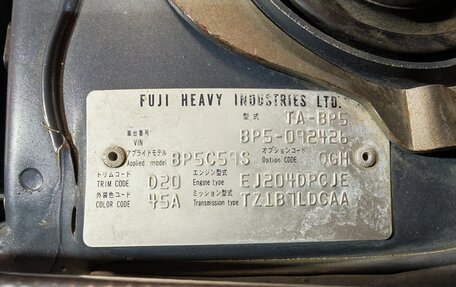 FUJI HEAVY INDUSTRIES LTD.
型式 TA-BP5
車台番号 VIN BP5-092426
アプライドモデル Applied model BP5C59S オプションコード Option CODE QGH
トリムコード TRIM CODE D20 エンジン型式 Engine type EJ204DPCJE
外装色コード COLOR CODE 45A ミッション型式 Transmission type TZ1B7LDCAA